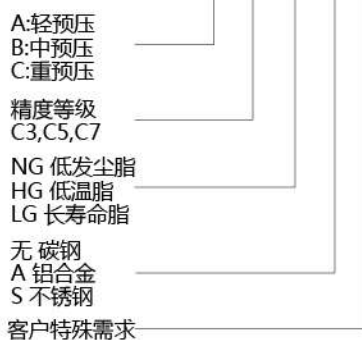 A:轻预压
B:中预压
C:重预压
精度等级
C3,C5,C7
NG 低发尘脂
HG 低温脂
LG 长寿命脂
无 碳钢
A 铝合金
S 不锈钢
客户特殊需求